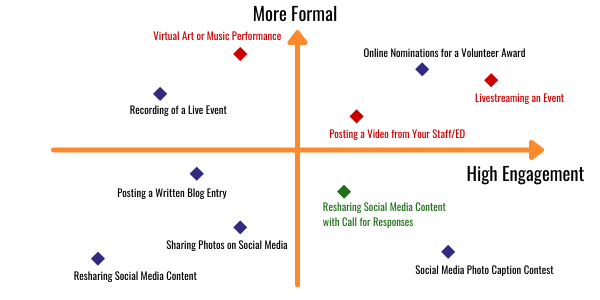 More Formal
Virtual Art or Music Performance
Online Nominations for a Volunteer Award
Livestreaming an Event
Recording of a Live Event
Posting a Video from Your Staff/ED
High Engagement
Posting a Written Blog Entry
Resharing Social Media Content
with Call for Responses
Sharing Photos on Social Media
Social Media Photo Caption Contest
Resharing Social Media Content